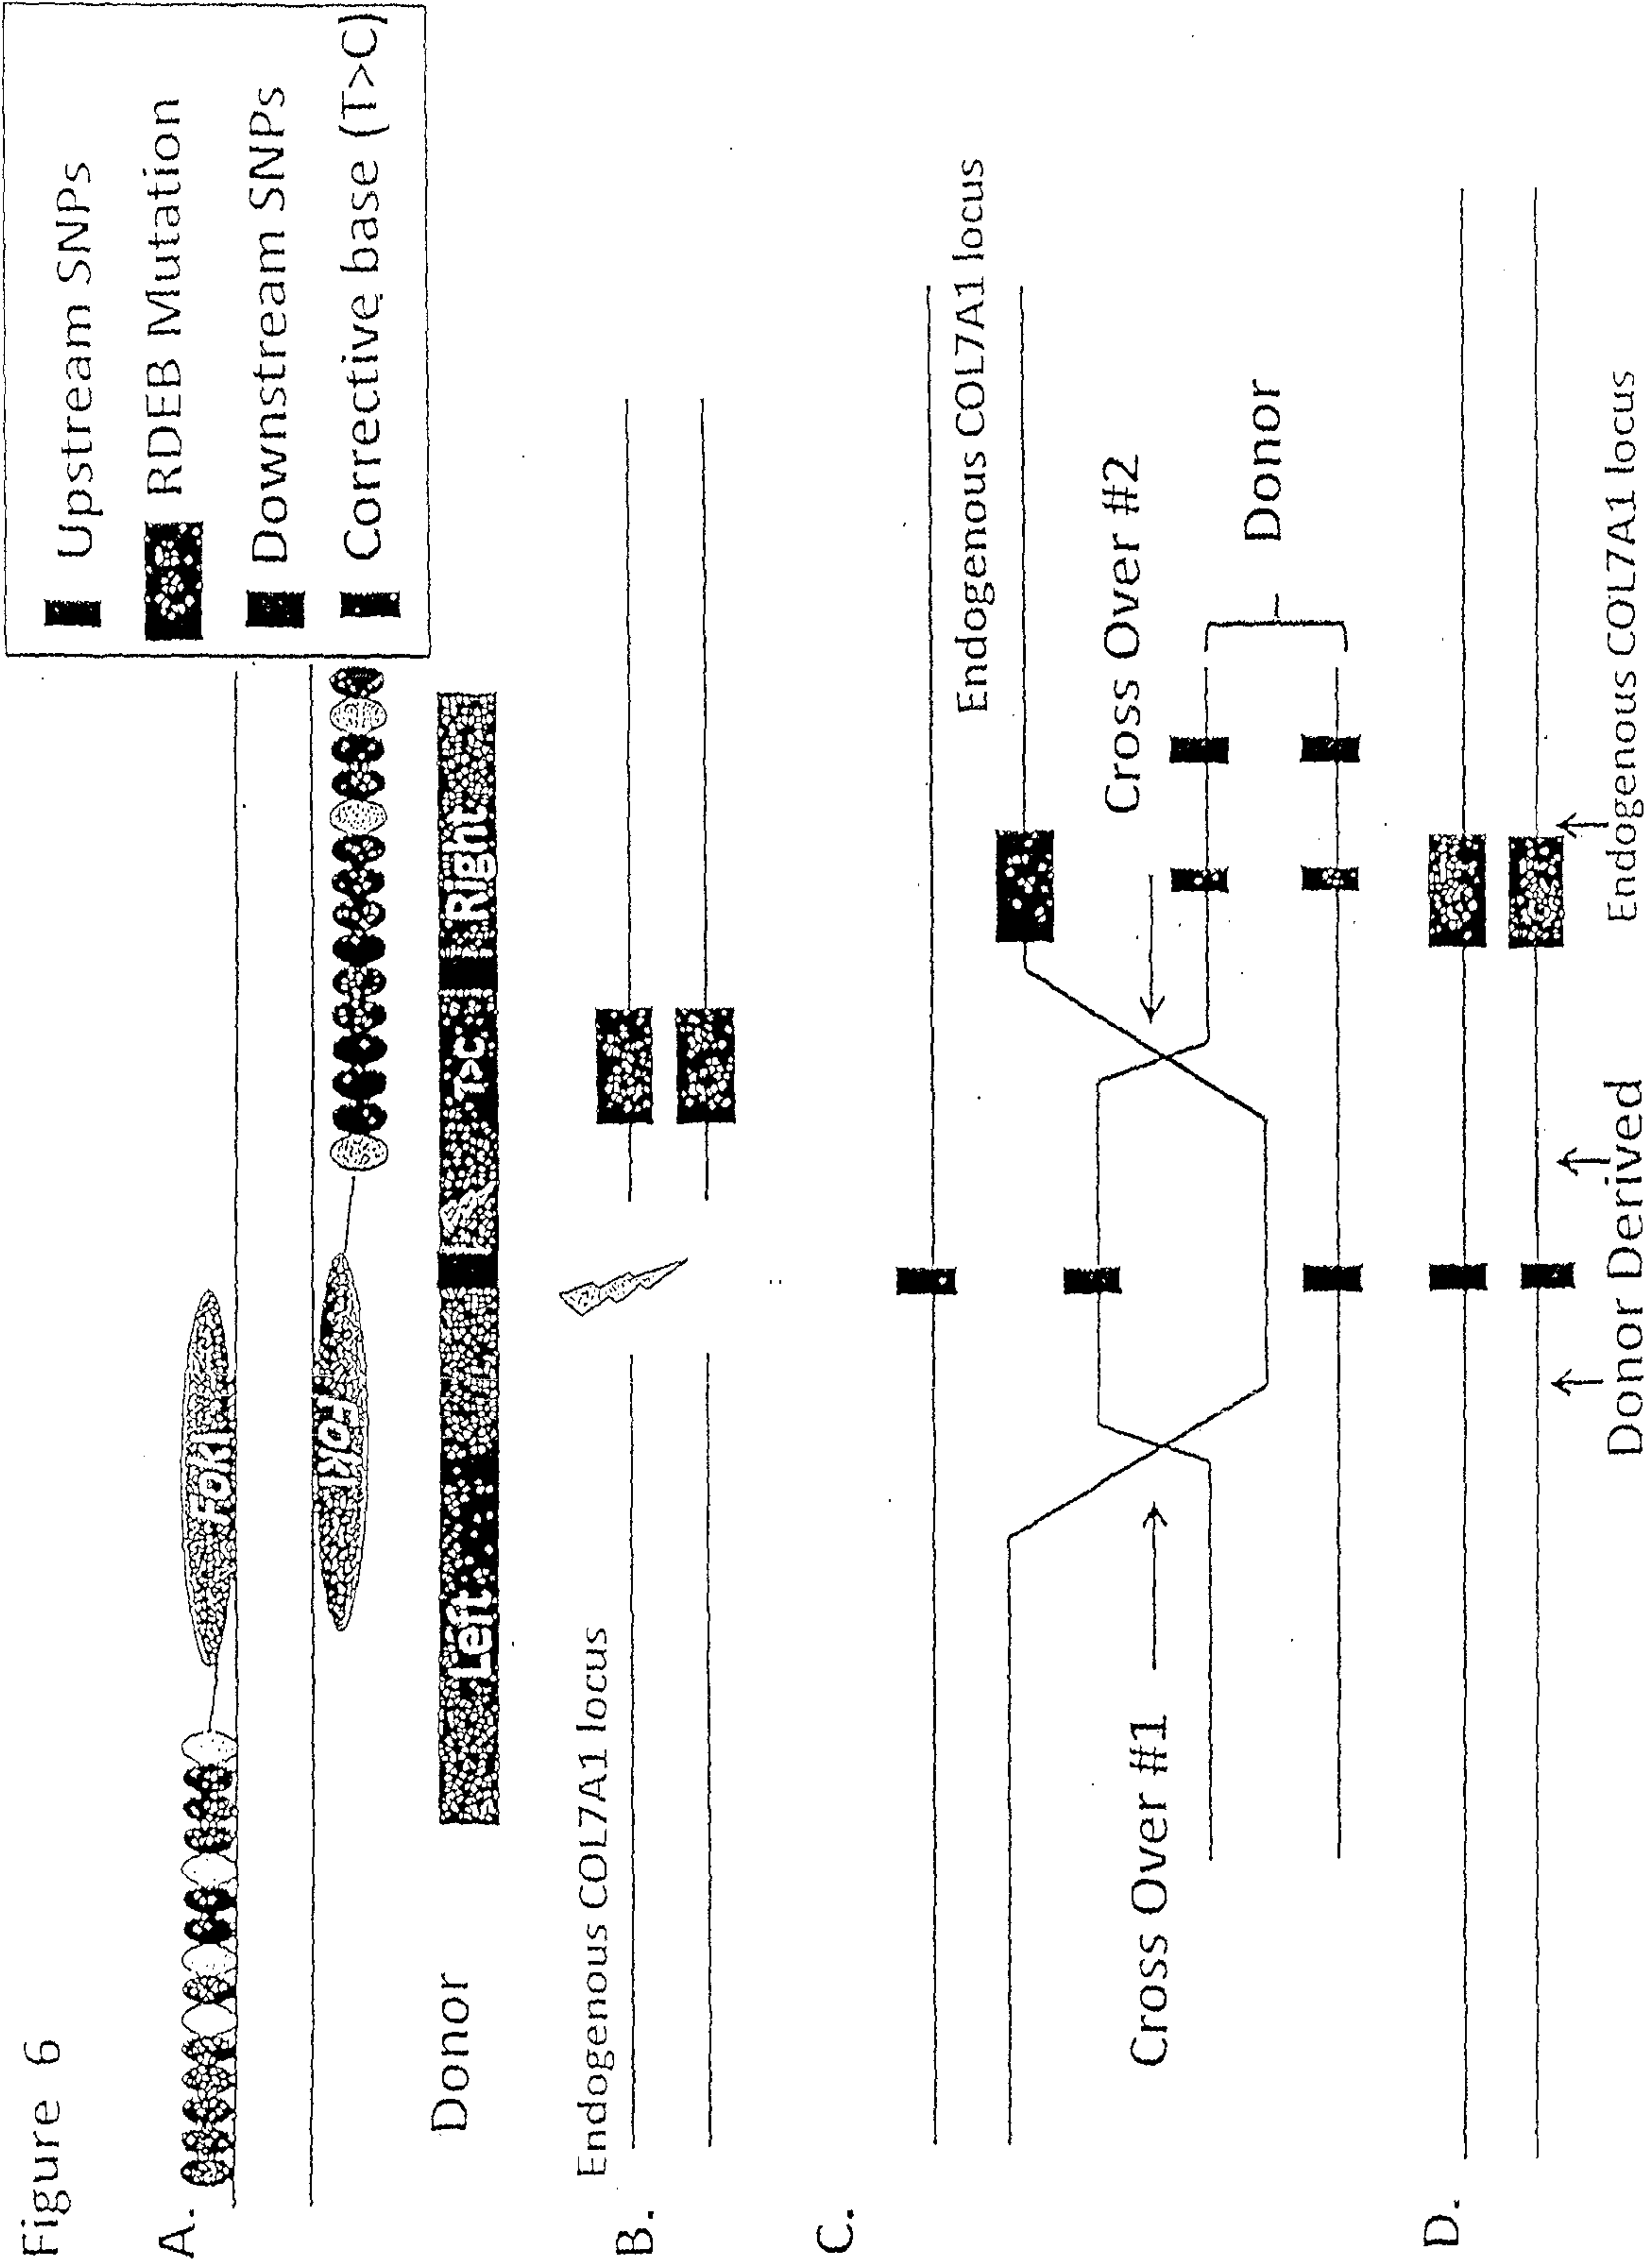 Figure 6
Upstream SNPs
RDEB Mutation
Downstream SNPs
Corrective base (T>C)
A.
FokI
FokI
Donor
Left
T>C
Right
B.
Endogenous COL7A1 locus
C.
Endogenous COL7A1 locus
Cross Over #1
Cross Over #2
Donor
D.
Donor Derived
Endogenous COL7A1 locus